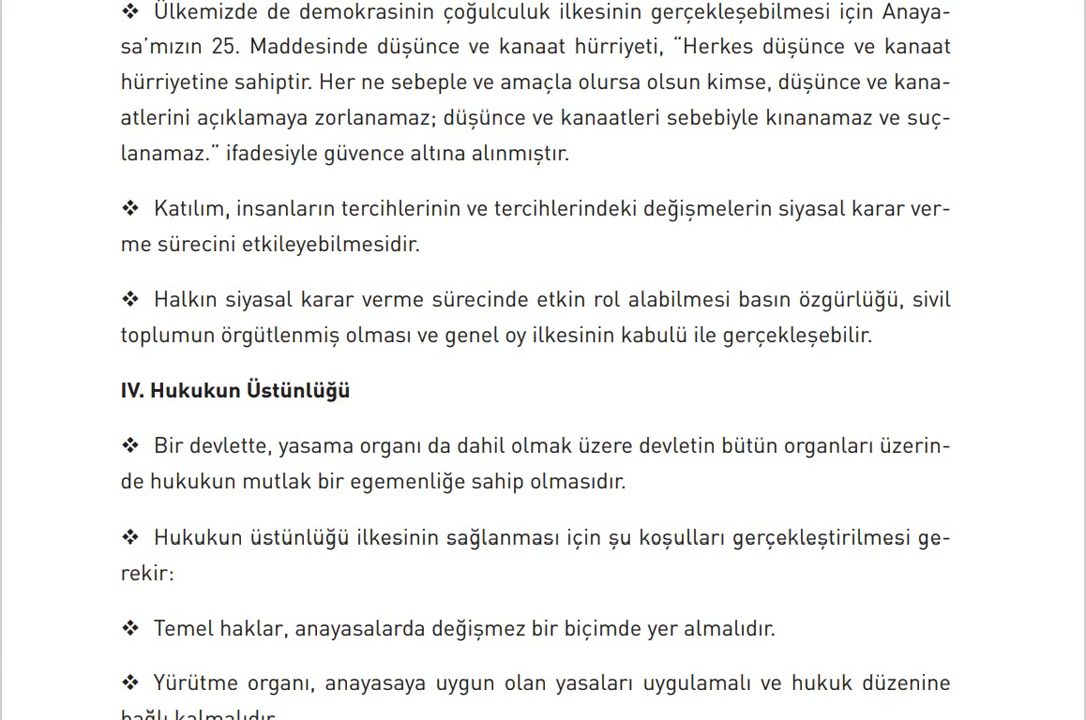 ❖ Ülkemizde de demokrasinin çoğulculuk ilkesinin gerçekleşebilmesi için Anaya-
sa’mızın 25. Maddesinde düşünce ve kanaat hürriyeti, “Herkes düşünce ve kanaat
hürriyetine sahiptir. Her ne sebeple ve amaçla olursa olsun kimse, düşünce ve kana-
atlerini açıklamaya zorlanamaz; düşünce ve kanaatleri sebebiyle kınanamaz ve suç-
lanamaz.” ifadesiyle güvence altına alınmıştır.
❖ Katılım, insanların tercihlerinin ve tercihlerindeki değişmelerin siyasal karar ver-
me sürecini etkileyebilmesidir.
❖ Halkın siyasal karar verme sürecinde etkin rol alabilmesi basın özgürlüğü, sivil
toplumun örgütlenmiş olması ve genel oy ilkesinin kabulü ile gerçekleşebilir.
IV. Hukukun Üstünlüğü
❖ Bir devlette, yasama organı da dahil olmak üzere devletin bütün organları üzerin-
de hukukun mutlak bir egemenliğe sahip olmasıdır.
❖ Hukukun üstünlüğü ilkesinin sağlanması için şu koşulları gerçekleştirilmesi ge-
rekir:
❖ Temel haklar, anayasalarda değişmez bir biçimde yer almalıdır.
❖ Yürütme organı, anayasaya uygun olan yasaları uygulamalı ve hukuk düzenine
bağlı kalmalıdır.